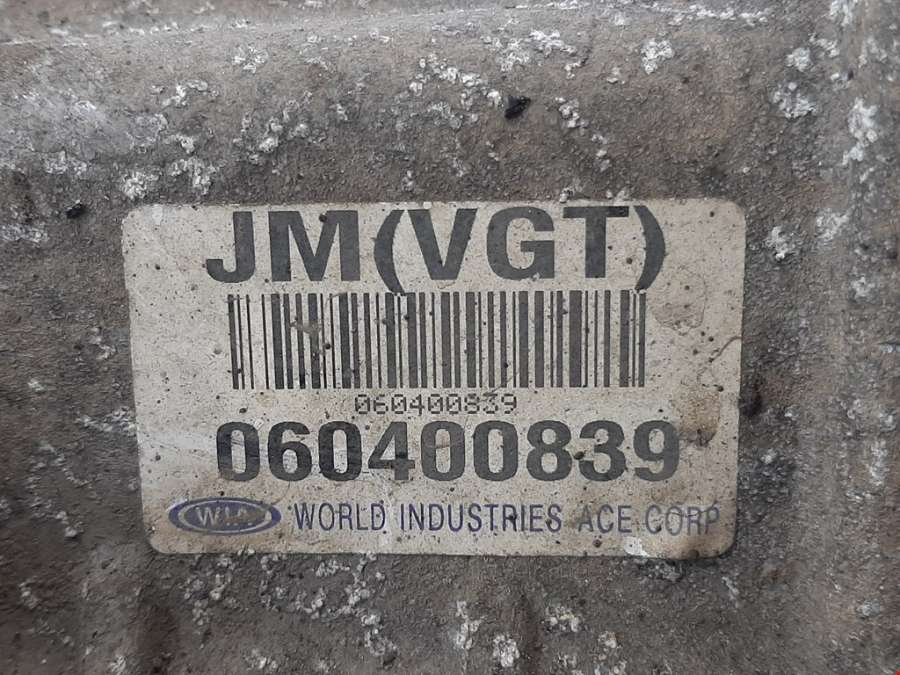 JM(VGT)
060400839
060400839
WIA WORLD INDUSTRIES ACE CORP